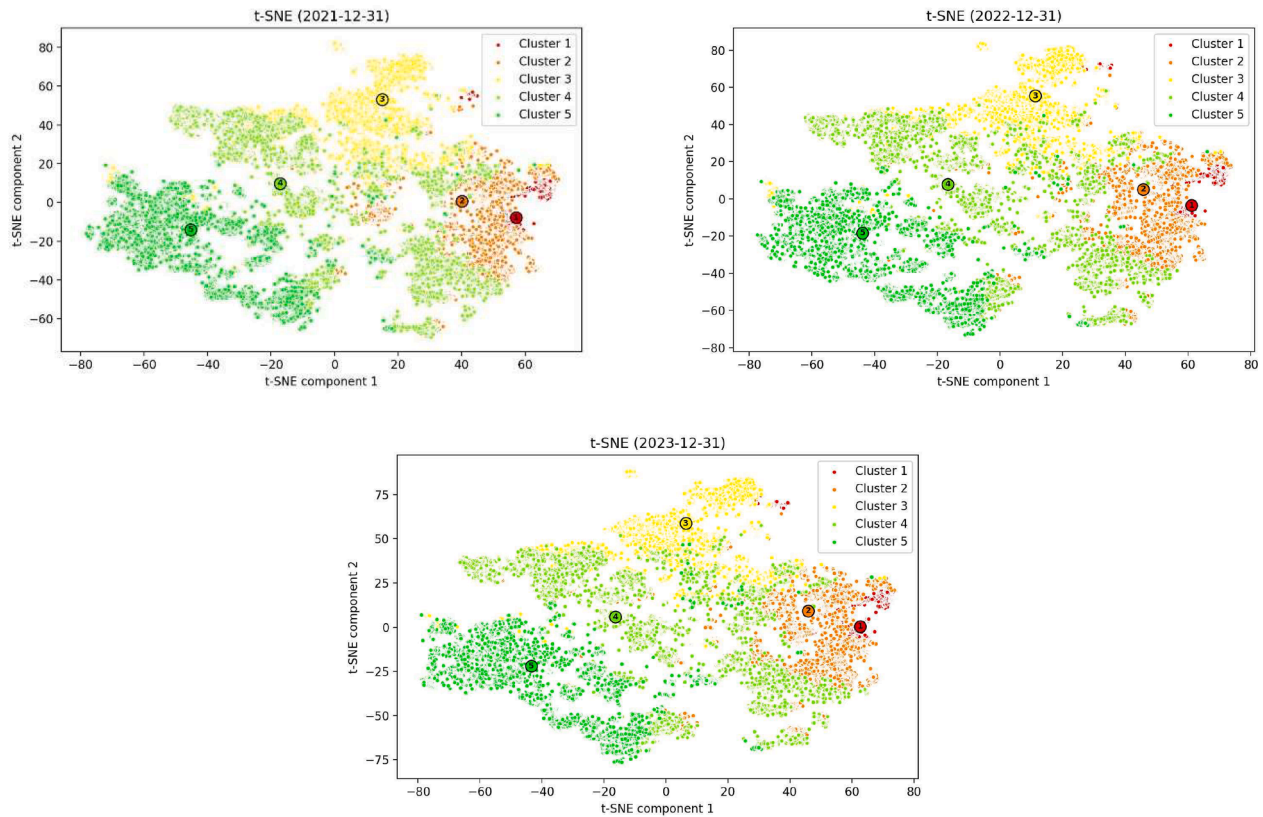 t-SNE (2021-12-31)
Cluster 1
Cluster 2
Cluster 3
Cluster 4
Cluster 5
80
60
40
20
0
−20
−40
−60
t-SNE component 2
3
4
2
5
−80
−60
−40
−20
0
20
40
60
t-SNE component 1
t-SNE (2022-12-31)
Cluster 1
Cluster 2
Cluster 3
Cluster 4
Cluster 5
80
60
40
20
0
−20
−40
−60
−80
t-SNE component 2
3
4
2
1
5
−80
−60
−40
−20
0
20
40
60
80
t-SNE component 1
t-SNE (2023-12-31)
Cluster 1
Cluster 2
Cluster 3
Cluster 4
Cluster 5
75
50
25
0
−25
−50
−75
t-SNE component 2
3
4
2
1
5
−80
−60
−40
−20
0
20
40
60
80
t-SNE component 1